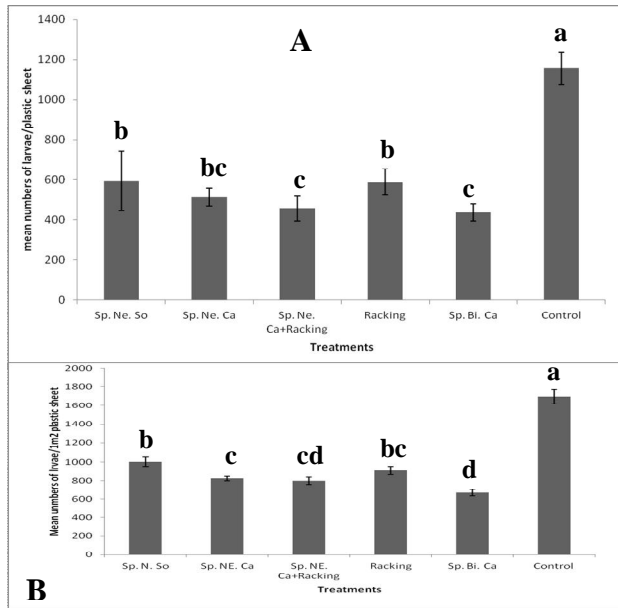 A
mean numbers of larvae/plastic sheet
1400
1200
1000
800
600
400
200
0
b
bc
c
b
c
a
Sp. Ne. So
Sp. Ne. Ca
Sp. Ne.
Ca+Racking
Racking
Sp. Bi. Ca
Control
Treatments
B
Mean unmbers of lrvae/1m2 plastic sheet
2000
1800
1600
1400
1200
1000
800
600
400
200
0
b
c
cd
bc
d
a
Sp. N. So
Sp. NE. Ca
Sp. NE.
Ca+Racking
Racking
Sp. Bi. Ca
Control
Treatments